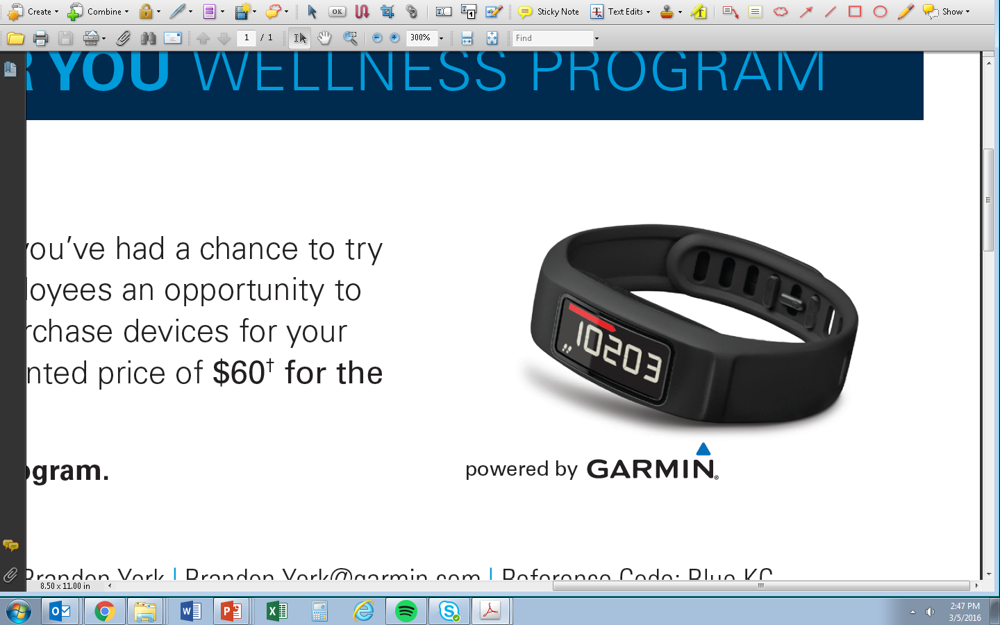 Create
Combine
OK
Sticky Note
Text Edits
Show
1 / 1
300%
Find
R YOU WELLNESS PROGRAM
you’ve had a chance to try
loyees an opportunity to
rchase devices for your
nted price of $60† for the
10203
ogram.
powered by GARMIN®
Brandon York | Brandon.York@garmin.com | Reference Code: Blue KC
8.50 x 11.00 in
2:47 PM
3/5/2016